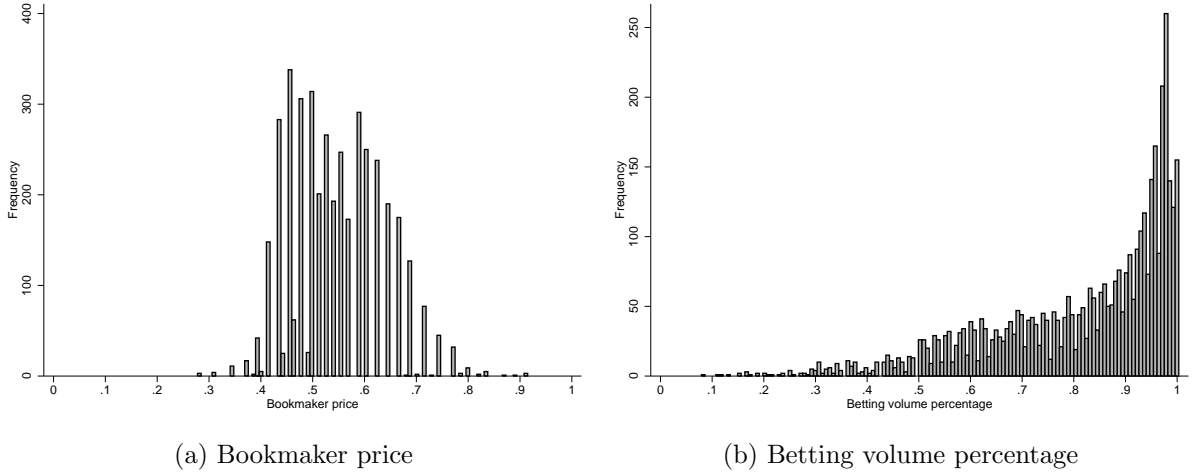 400
300
200
100
0
Frequency
0 .1 .2 .3 .4 .5 .6 .7 .8 .9 1
Bookmaker price
(a) Bookmaker price
250
200
150
100
50
0
Frequency
0 .1 .2 .3 .4 .5 .6 .7 .8 .9 1
Betting volume percentage
(b) Betting volume percentage